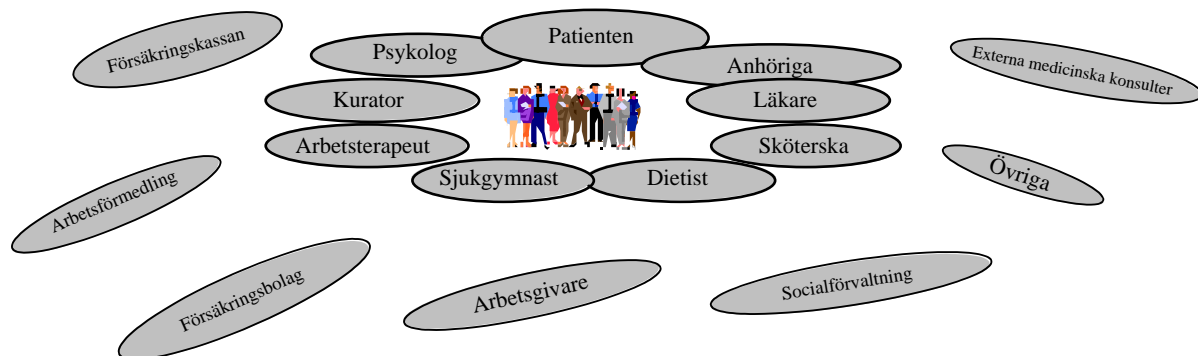 Försäkringskassan
Psykolog
Patienten
Anhöriga
Externa medicinska konsulter
Kurator
Läkare
Arbetsterapeut
Sköterska
Sjukgymnast
Dietist
Övriga
Arbetsförmedling
Försäkringsbolag
Arbetsgivare
Socialförvaltning